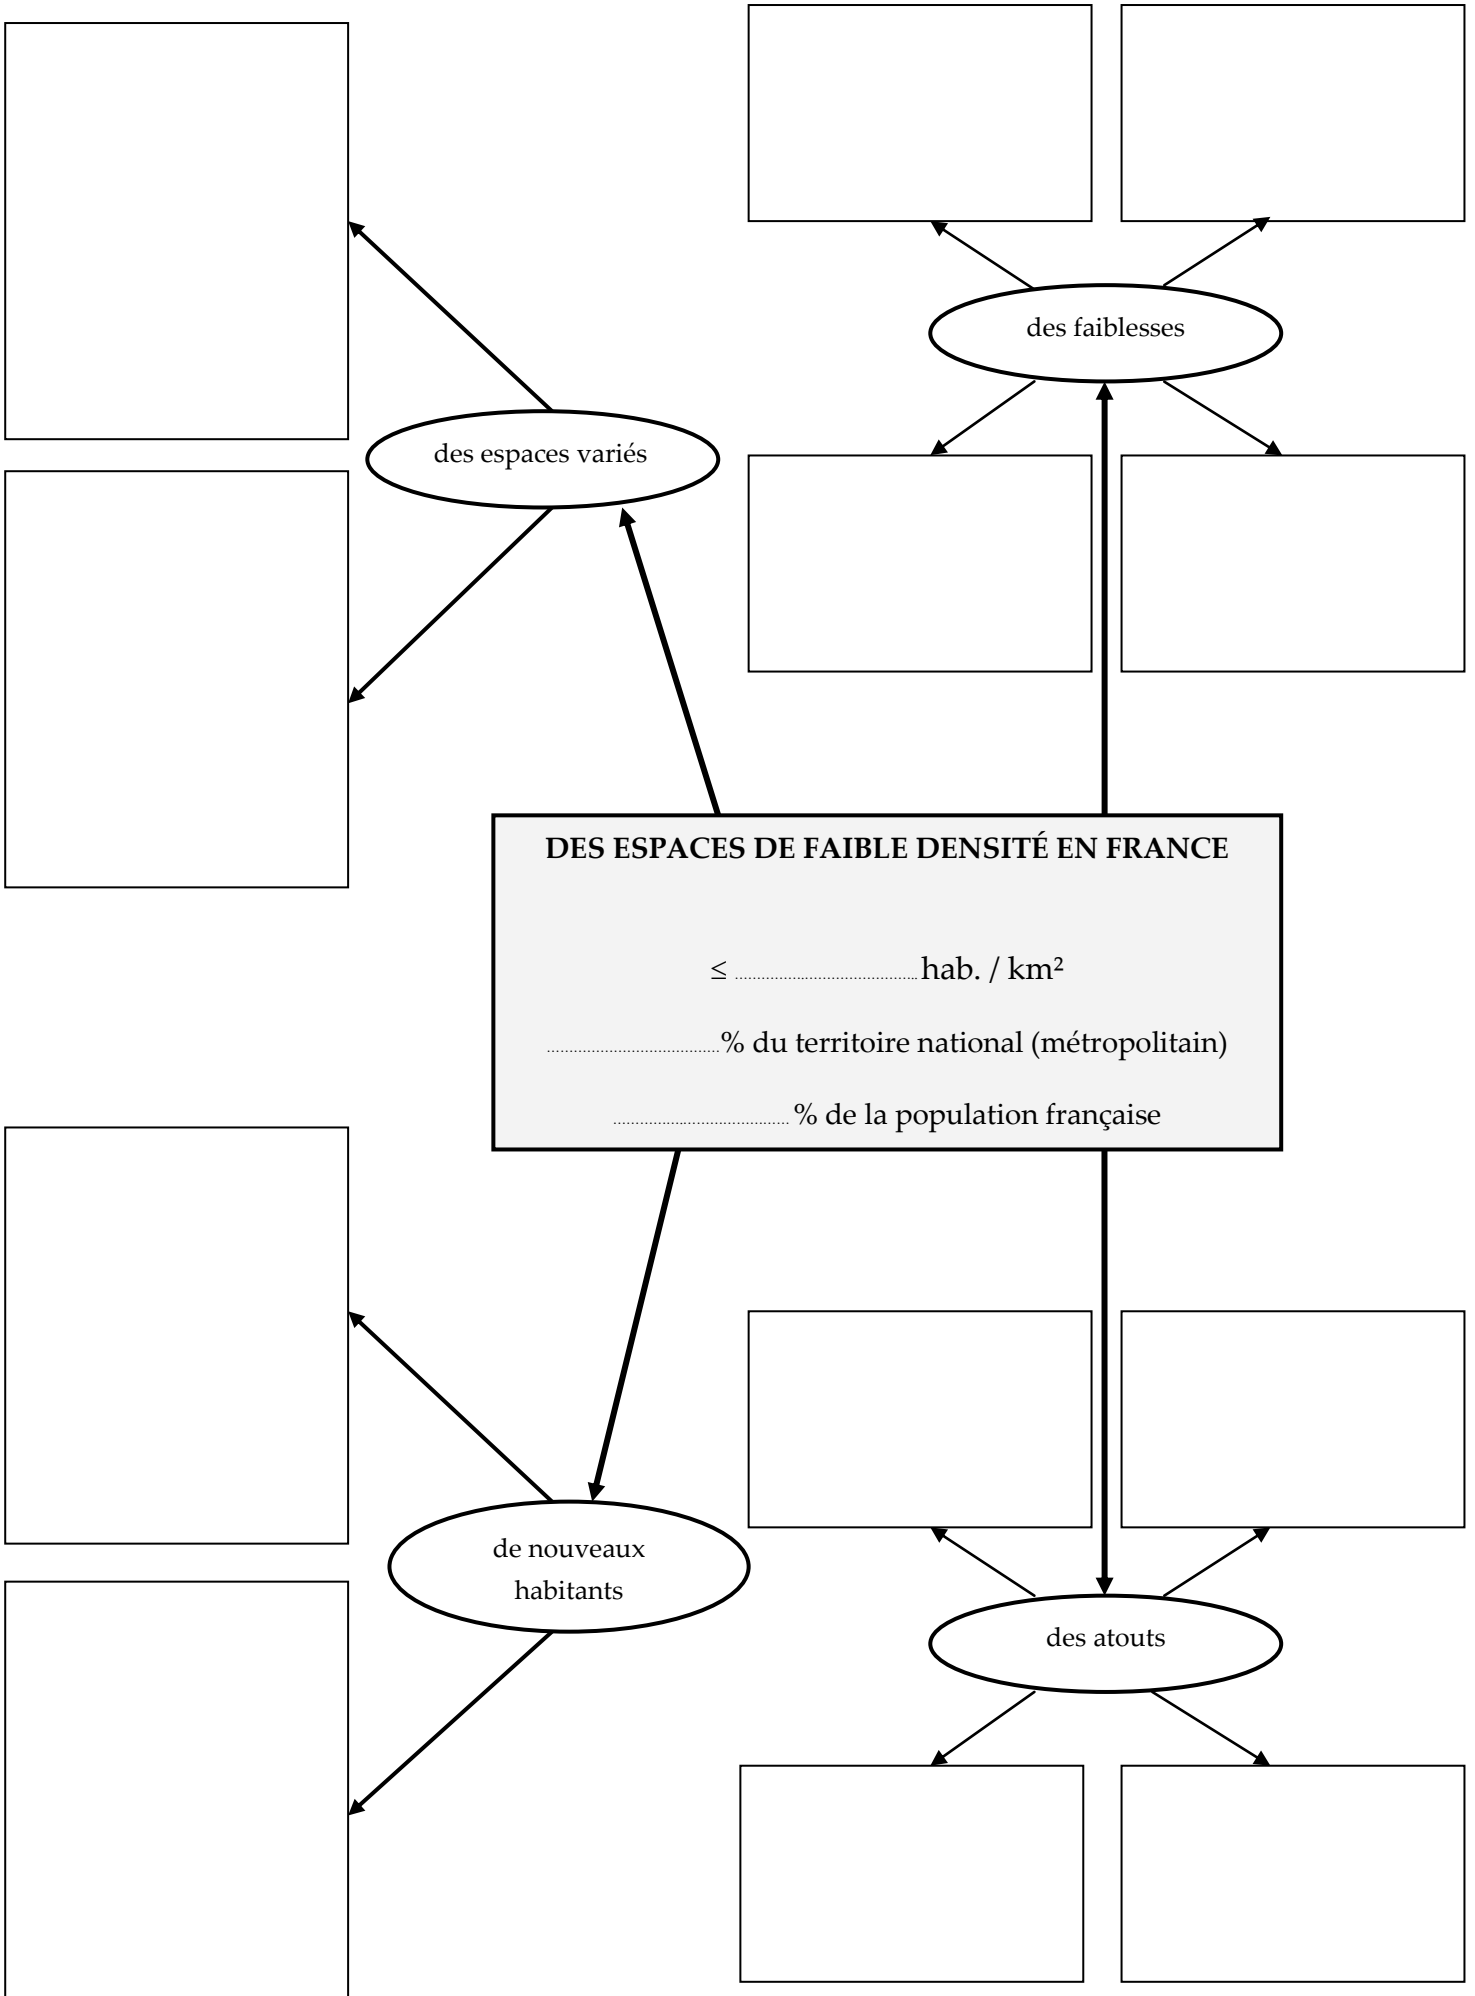 des faiblesses
des espaces variés
DES ESPACES DE FAIBLE DENSITÉ EN FRANCE
≤ ........................................ hab. / km²
.......................................% du territoire national (métropolitain)
........................................ % de la population française
de nouveaux
habitants
des atouts